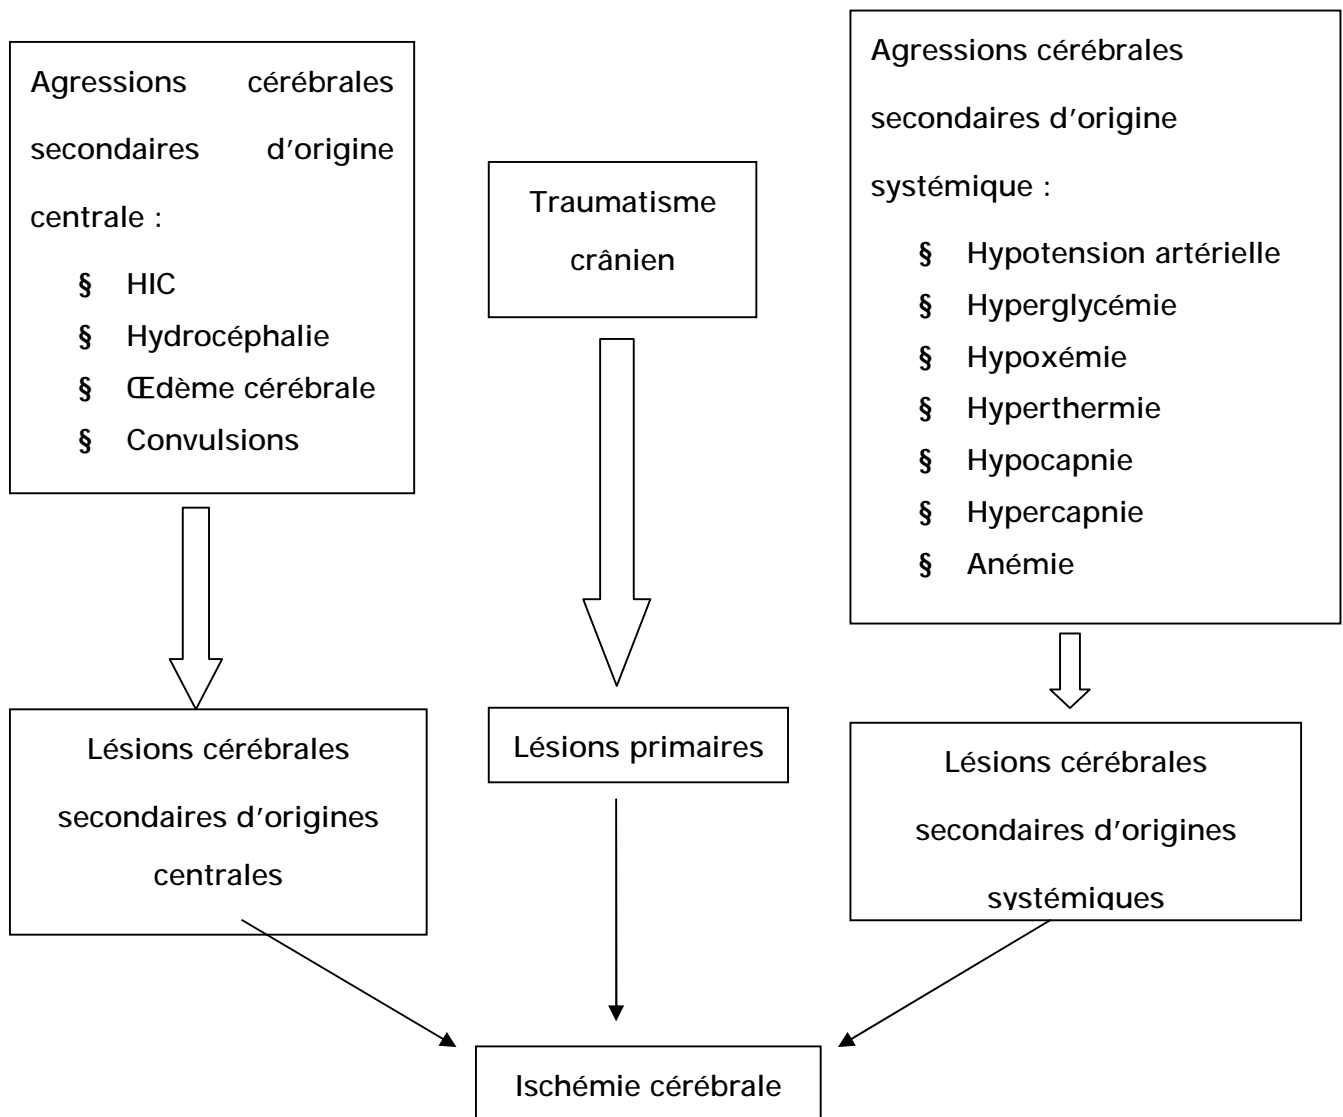 Agressions cérébrales
secondaires d'origine
centrale :
§ HIC
§ Hydrocéphalie
§ Œdème cérébrale
§ Convulsions
Traumatisme
crânien
Agressions cérébrales
secondaires d'origine
systémique :
§ Hypotension artérielle
§ Hyperglycémie
§ Hypoxémie
§ Hyperthermie
§ Hypocapnie
§ Hypercapnie
§ Anémie
Lésions cérébrales
secondaires d'origines
centrales
Lésions primaires
Lésions cérébrales
secondaires d'origines
systémiques
Ischémie cérébrale